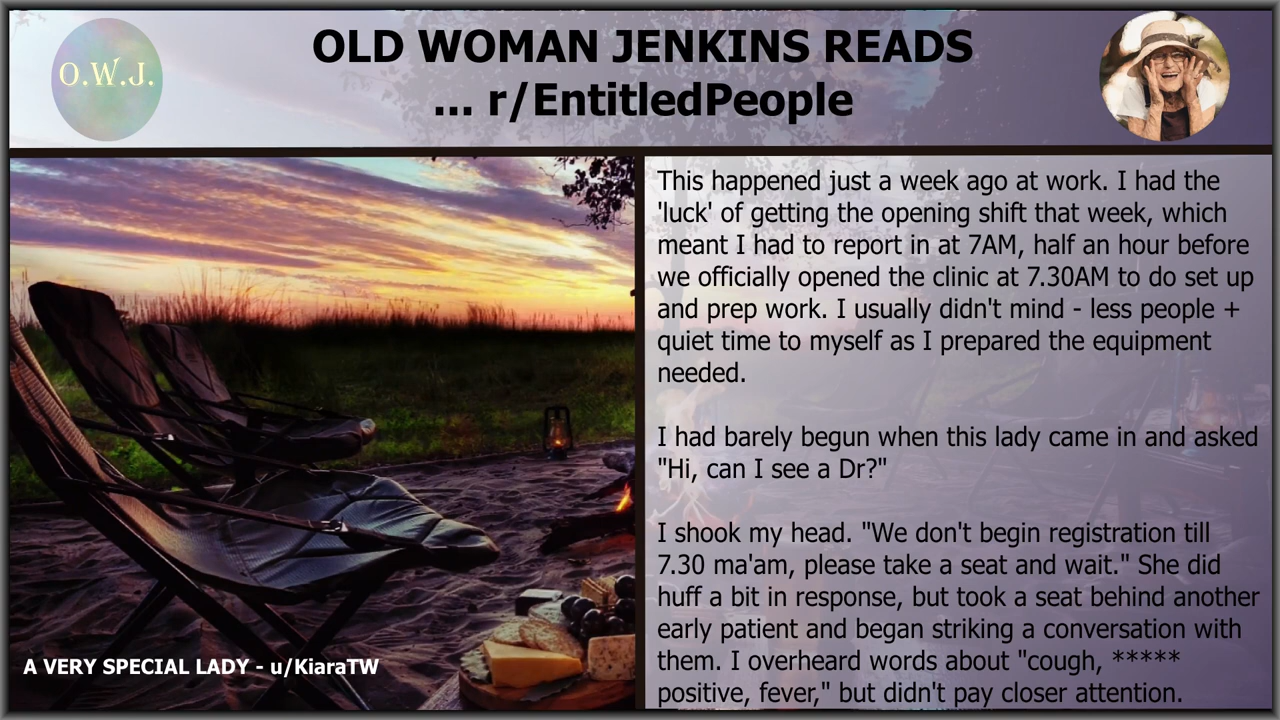 O.W.J.
OLD WOMAN JENKINS READS
... r/EntitledPeople
This happened just a week ago at work. I had the
'luck' of getting the opening shift that week, which
meant I had to report in at 7AM, half an hour before
we officially opened the clinic at 7.30AM to do set up
and prep work. I usually didn't mind - less people +
quiet time to myself as I prepared the equipment
needed.
I had barely begun when this lady came in and asked
"Hi, can I see a Dr?"
I shook my head. "We don't begin registration till
7.30 ma'am, please take a seat and wait." She did
huff a bit in response, but took a seat behind another
early patient and began striking a conversation with
them. I overheard words about "cough, *****
positive, fever," but didn't pay closer attention.
A VERY SPECIAL LADY - u/KiaraTW